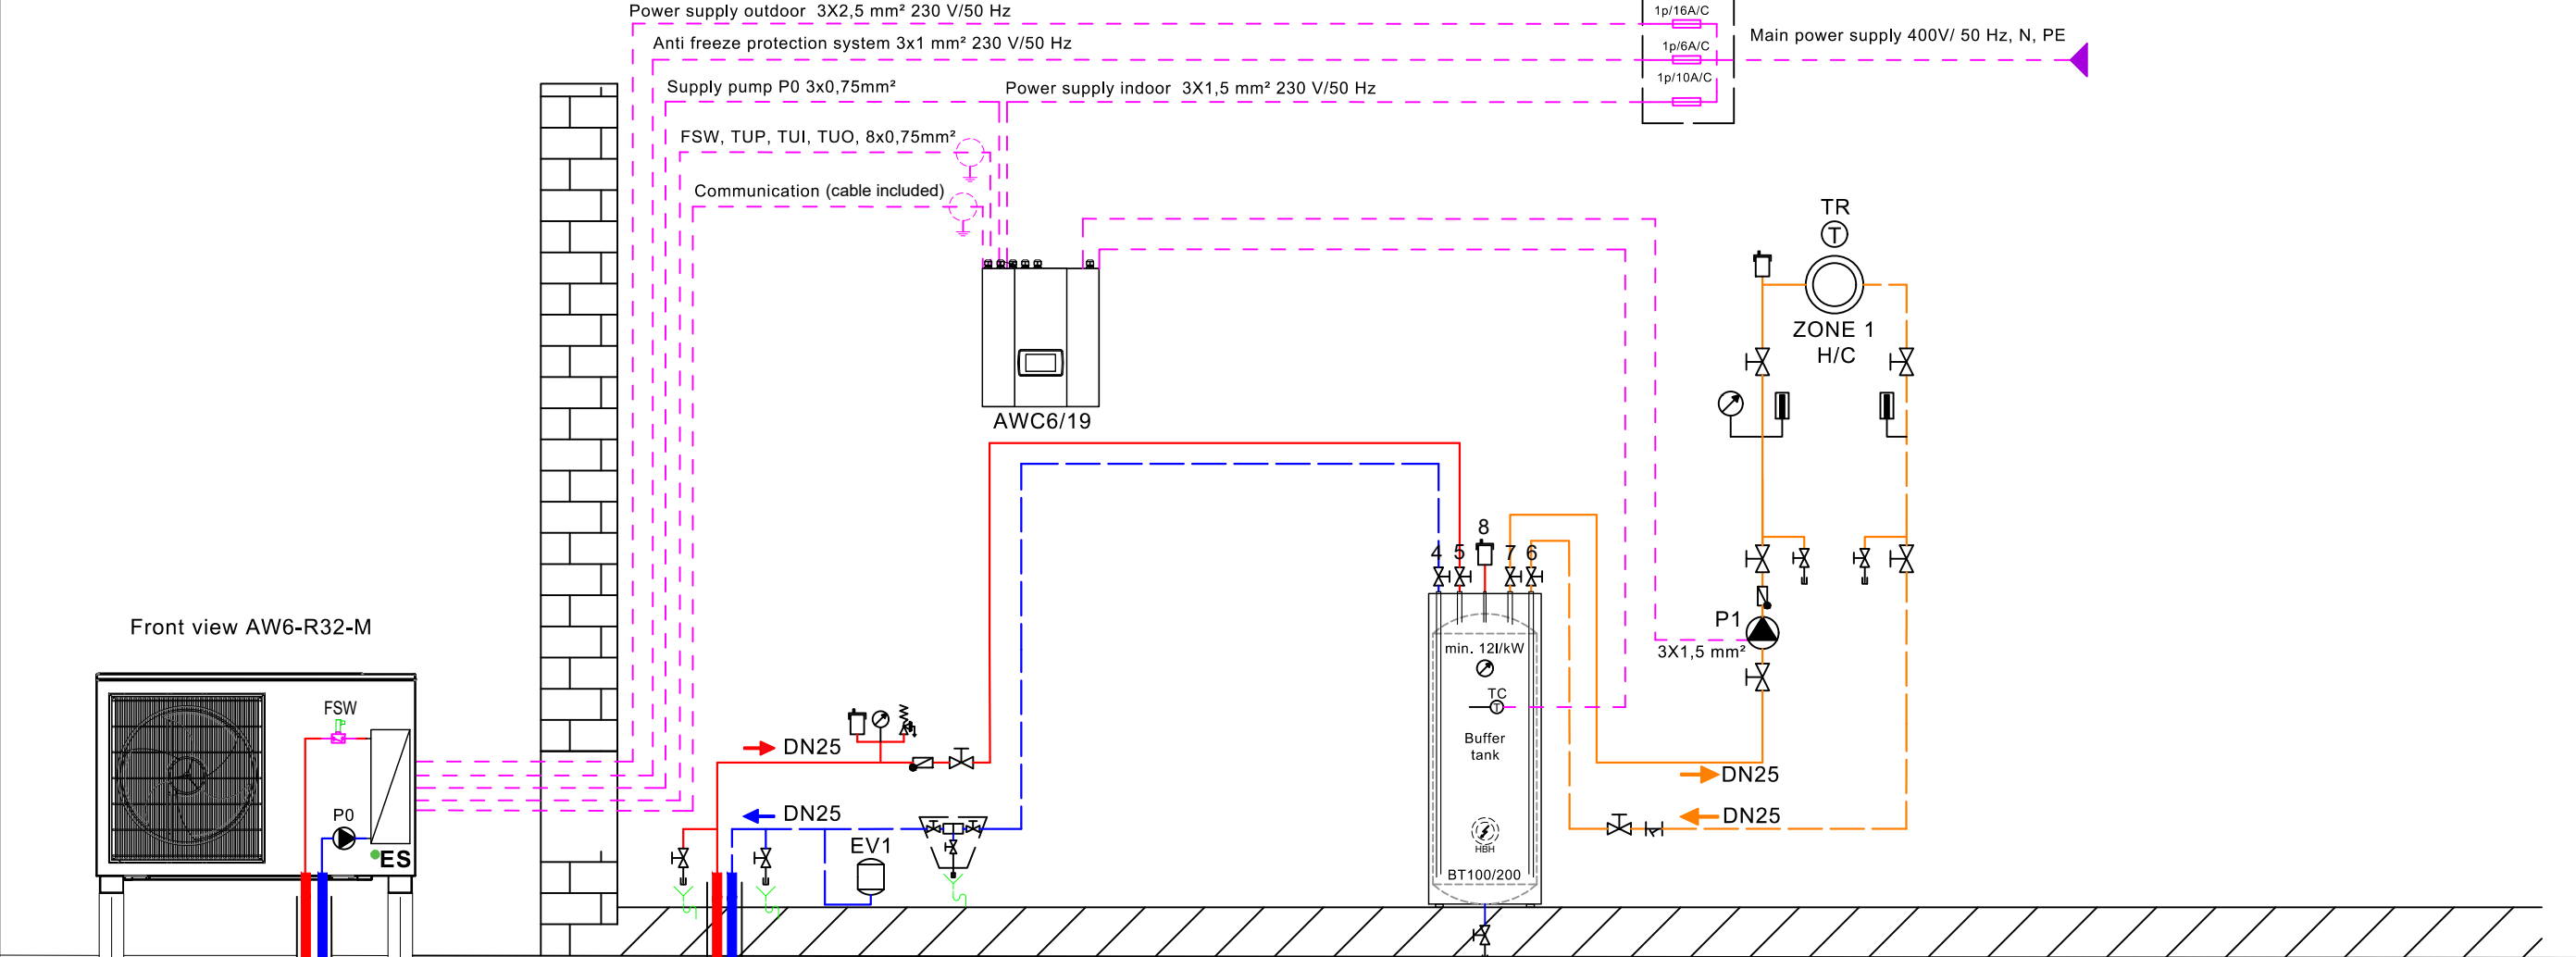 Power supply outdoor 3X2,5 mm² 230 V/50 Hz
1p/16A/C
Anti freeze protection system 3x1 mm² 230 V/50 Hz
1p/6A/C
Main power supply 400V/ 50 Hz, N, PE
1p/10A/C
Supply pump P0 3x0,75mm²
Power supply indoor 3X1,5 mm² 230 V/50 Hz
FSW, TUP, TUI, TUO, 8x0,75mm²
Communication (cable included)
TR
T
ZONE 1
H/C
AWC6/19
8
4 5 7 6
Front view AW6-R32-M
P1
3X1,5 mm²
min. 12l/kW
TC
T
FSW
Buffer
tank
DN25
DN25
P0
DN25
DN25
EV1
ES
HBH
BT100/200